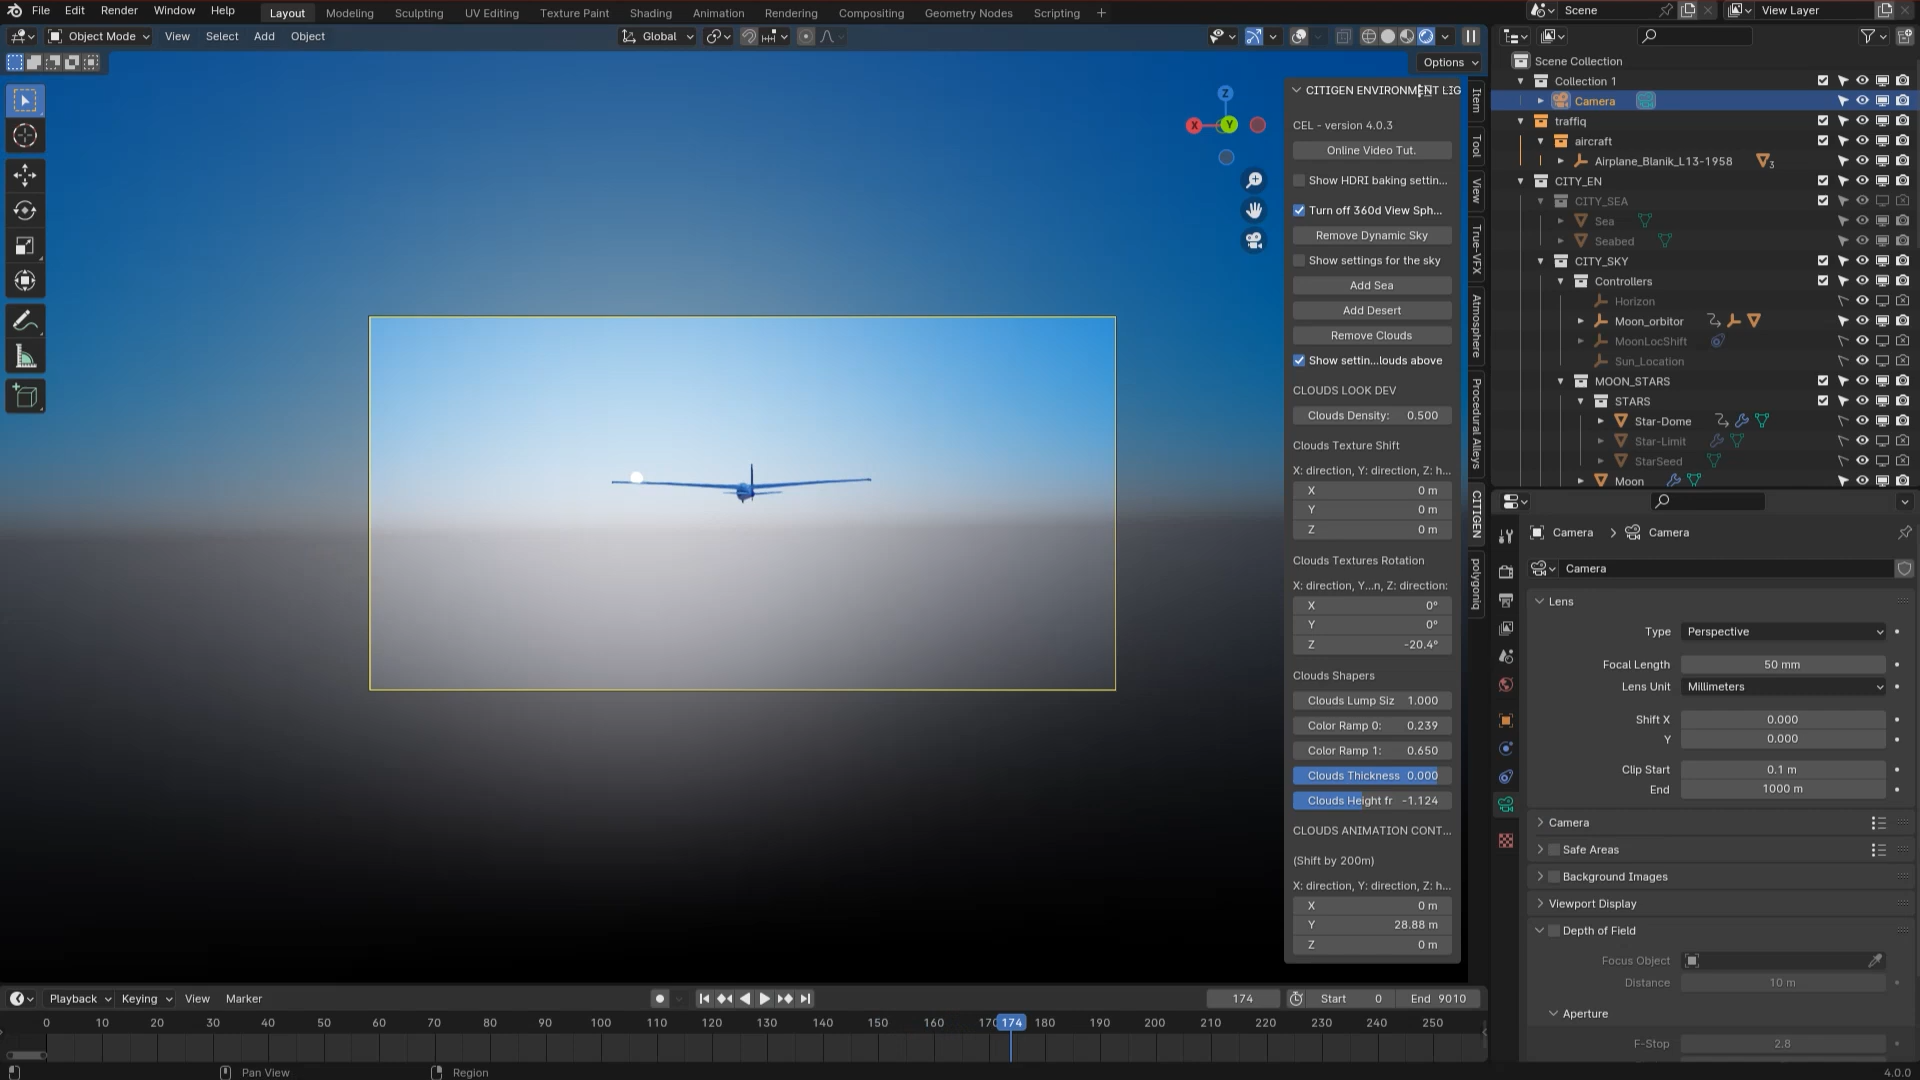 File Edit Render Window Help Layout Modeling Sculpting UV Editing Texture Paint Shading Animation Rendering Compositing Geometry Nodes Scripting + Scene View Layer
Object Mode View Select Add Object Global
Options
CITIGEN ENVIRONMENT LIG
CEL - version 4.0.3
Online Video Tut.
Show HDRI baking settin...
Turn off 360d View Sph...
Remove Dynamic Sky
Show settings for the sky
Add Sea
Add Desert
Remove Clouds
Show settin...louds above
CLOUDS LOOK DEV
Clouds Density: 0.500
Clouds Texture Shift
X: direction, Y: direction, Z: h...
X 0 m
Y 0 m
Z 0 m
Clouds Textures Rotation
X: direction, Y...n, Z: direction:
X 0°
Y 0°
Z -20.4°
Clouds Shapers
Clouds Lump Siz 1.000
Color Ramp 0: 0.239
Color Ramp 1: 0.650
Clouds Thickness 0.000
Clouds Height fr -1.124
CLOUDS ANIMATION CONT...
(Shift by 200m)
X: direction, Y: direction, Z: h...
X 0 m
Y 28.88 m
Z 0 m
Z
X
Y
Item
Tool
View
True-VFX
Atmosphere
Procedural Alleys
CITIGEN
polygoniq
Scene Collection
Collection 1
Camera
traffiq
aircraft
Airplane_Blanik_L13-1958 3
CITY_EN
CITY_SEA
Sea
Seabed
CITY_SKY
Controllers
Horizon
Moon_orbitor
MoonLocShift
Sun_Location
MOON_STARS
STARS
Star-Dome
Star-Limit
StarSeed
Moon
Camera > Camera
Camera
Lens
Type Perspective
Focal Length 50 mm
Lens Unit Millimeters
Shift X 0.000
Y 0.000
Clip Start 0.1 m
End 1000 m
Camera
Safe Areas
Background Images
Viewport Display
Depth of Field
Focus Object
Distance 10 m
Aperture
F-Stop 2.8
Playback Keying View Marker 174 Start 0 End 9010
0 10 20 30 40 50 60 70 80 90 100 110 120 130 140 150 160 170 174 180 190 200 210 220 230 240 250
Pan View Region 4.0.0